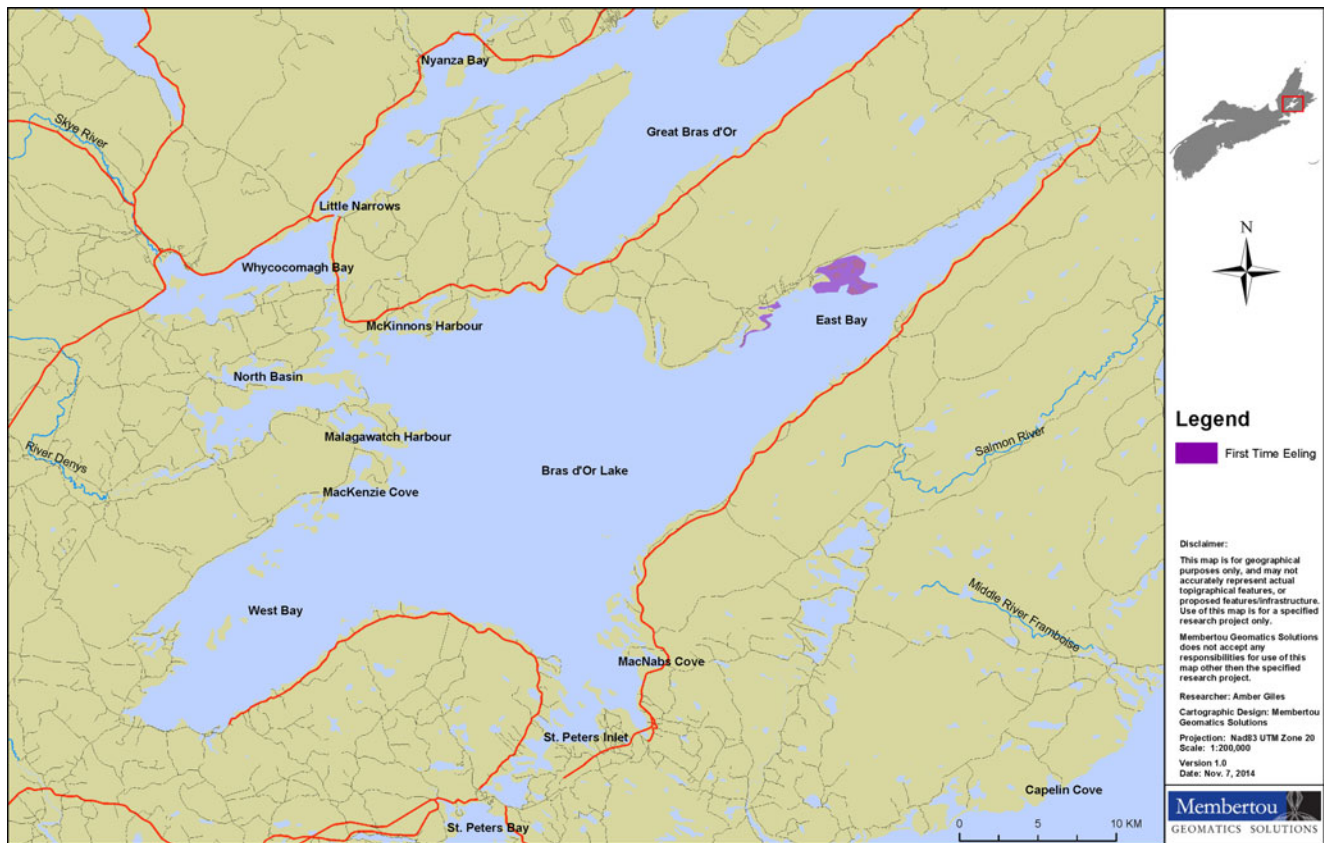 Nyanza Bay
Skye River
Great Bras d'Or
Little Narrows
Whycocomagh Bay
McKinnons Harbour
East Bay
North Basin
Malagawatch Harbour
River Denys
Salmon River
Bras d'Or Lake
MacKenzie Cove
West Bay
Middle River Framboise
MacNabs Cove
St. Peters Inlet
Capelin Cove
St. Peters Bay
0 5 10 KM
N
Legend
First Time Eeling
Disclaimer:
This map is for geographical
purposes only, and may not
accurately represent actual
topigraphical features, or
proposed features/infrastructure.
Use of this map is for a specified
research project only.
Membertou Geomatics Solutions
does not accept any
responsibilities for use of this
map other then the specified
research project.
Researcher: Amber Giles
Cartographic Design: Membertou
Geomatics Solutions
Projection: Nad83 UTM Zone 20
Scale: 1:200,000
Version 1.0
Date: Nov. 7, 2014
Membertou
GEOMATICS SOLUTIONS